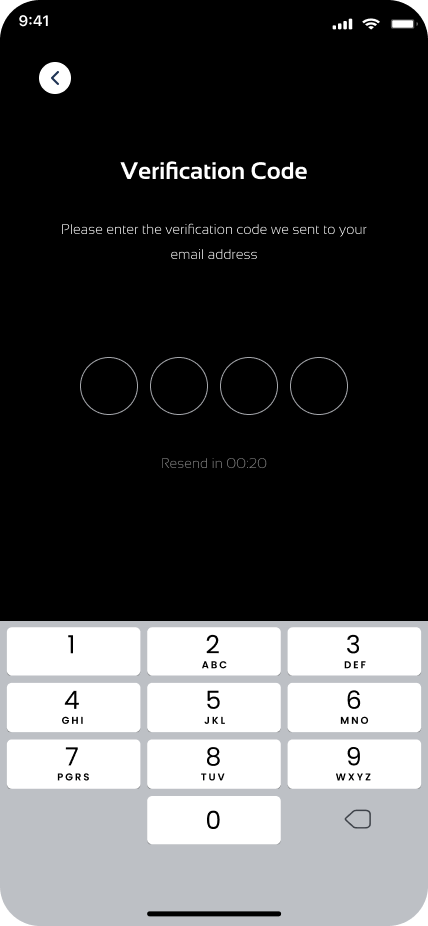 9:41
Verification Code
Please enter the verification code we sent to your
email address
Resend in 00:20
1
2
3
ABC
DEF
4
5
6
GHI
JKL
MNO
7
8
9
PGRS
TUV
WXYZ
0